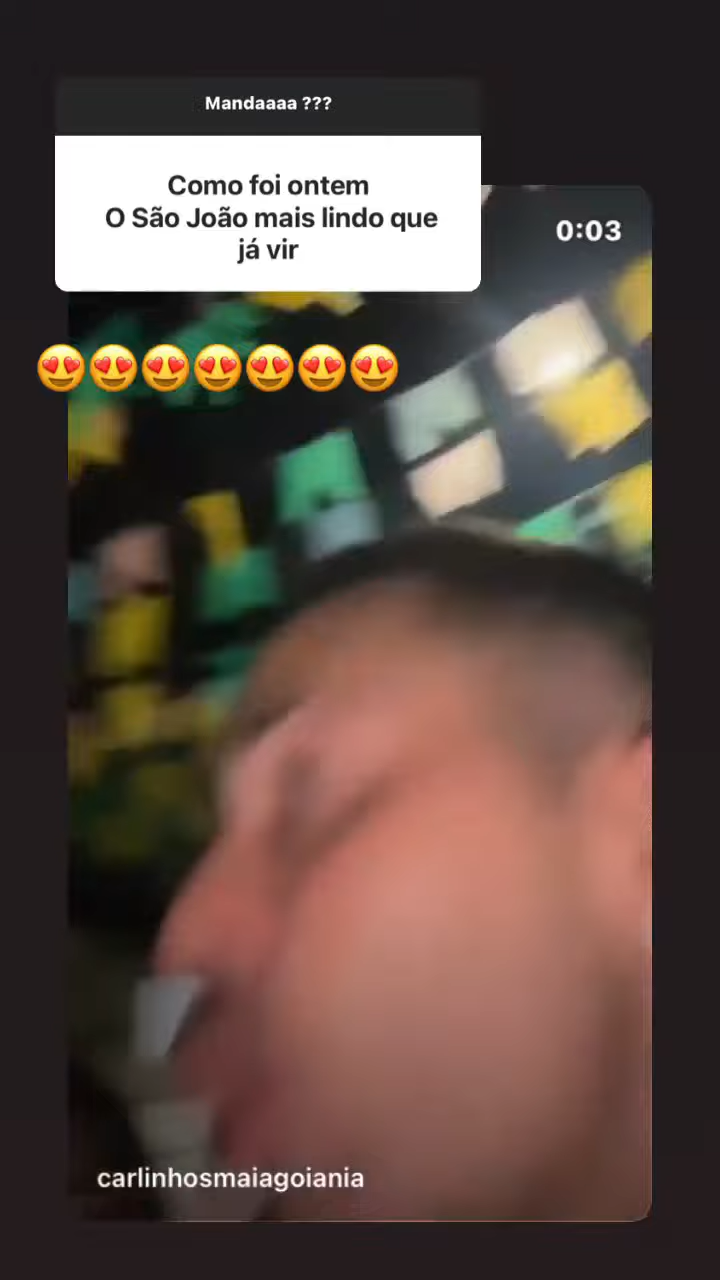 Mandaaaa ???
Como foi ontem
O São João mais lindo que
já vir
0:03
😍😍😍😍😍😍😍
carlinhosmaiagoiania